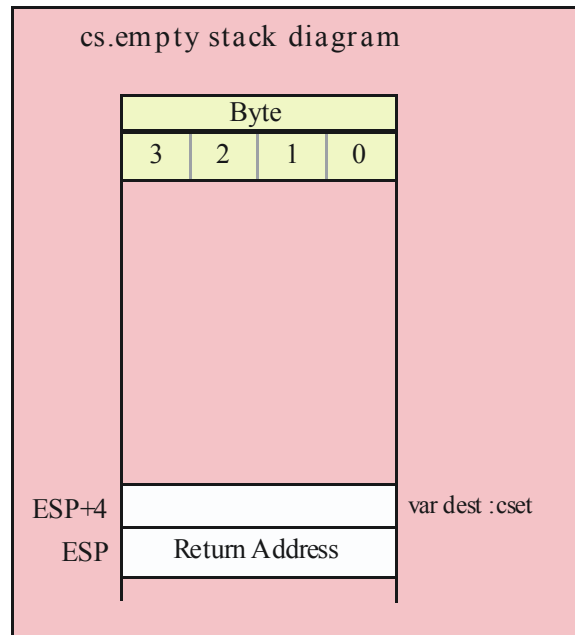 cs.empty stack diagram
Byte
3 2 1 0
ESP+4 var dest :cset
ESP Return Address